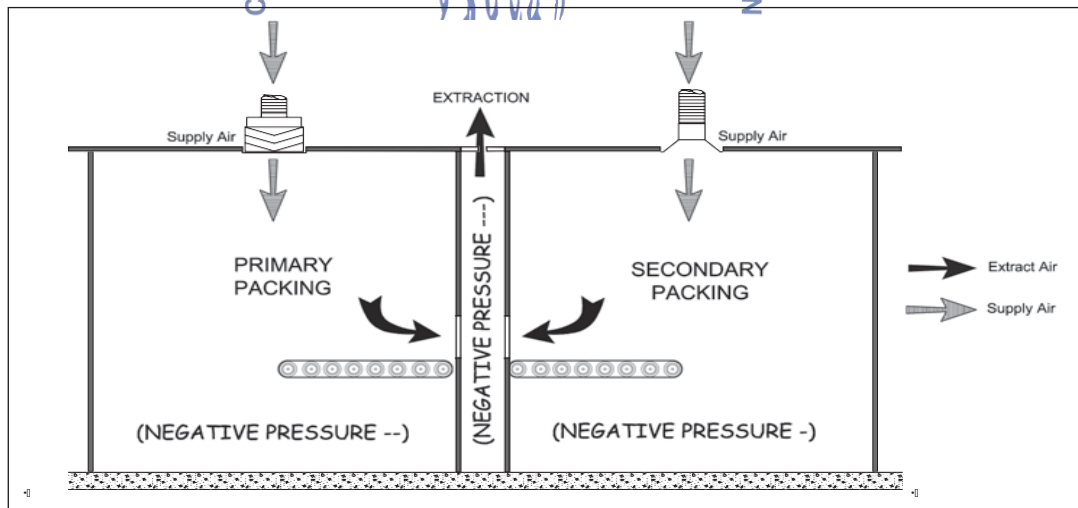 EXTRACTION
Supply Air
Supply Air
PRIMARY
PACKING
(NEGATIVE PRESSURE ---)
SECONDARY
PACKING
Extract Air
Supply Air
(NEGATIVE PRESSURE --)
(NEGATIVE PRESSURE -)